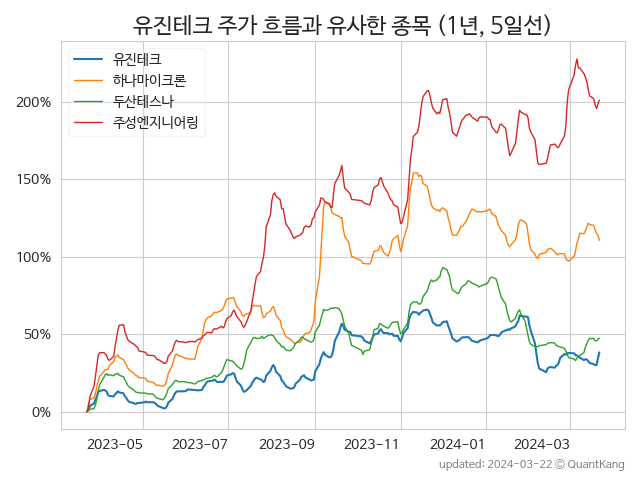 유진테크 주가 흐름과 유사한 종목 (1년, 5일선)
유진테크
하나마이크론
두산테스나
주성엔지니어링
200%
150%
100%
50%
0%
2023-05 2023-07 2023-09 2023-11 2024-01 2024-03
updated: 2024-03-22 © QuantKang